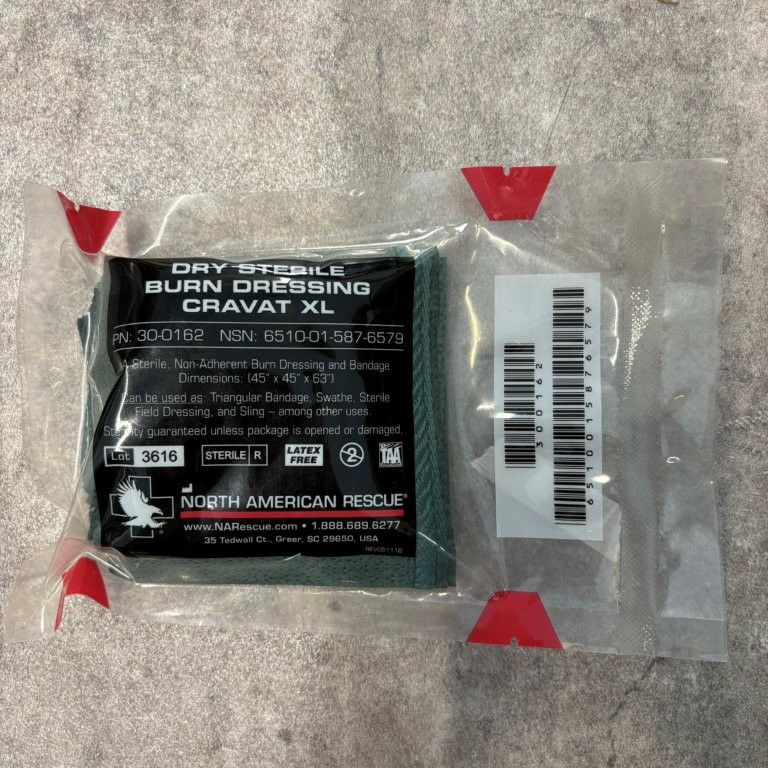 DRY STERILE
BURN DRESSING
CRAVAT XL
PN: 30-0162 NSN: 6510-01-587-6579
A Sterile, Non-Adherent Burn Dressing and Bandage
Dimensions: (45" x 45" x 63")
Can be used as: Triangular Bandage, Swathe, Sterile
Field Dressing, and Sling – among other uses.
Sterility guaranteed unless package is opened or damaged.
Lot 3616 STERILE R LATEX FREE 2 TAA
NORTH AMERICAN RESCUE®
www.NARescue.com • 1.888.689.6277
35 Tedwall Ct., Greer, SC 29650, USA
REV051116
300162
6510015876579